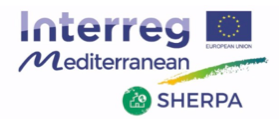 Interreg
EUROPEAN UNION
Mediterranean
SHERPA